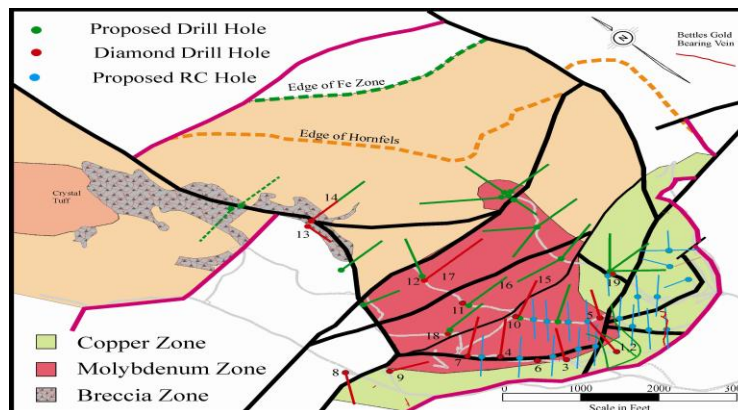 Proposed Drill Hole
Diamond Drill Hole
Proposed RC Hole
Bettles Gold
Bearing Vein
N
Edge of Fe Zone
Edge of Hornfels
Crystal
Tuff
14
13
12
17
16
15
11
10
18
19
5
7
4
6
3
1,2
8
9
Copper Zone
Molybdenum Zone
Breccia Zone
0
1000
2000
300
Scale in Feet